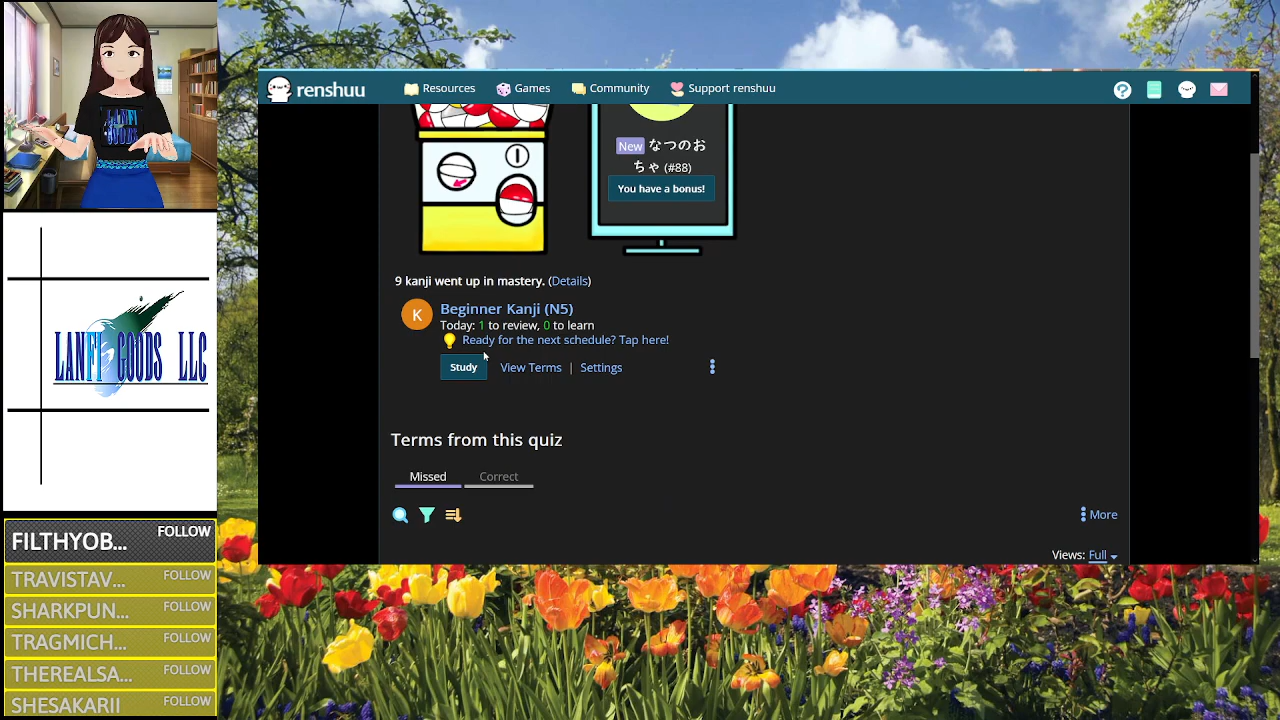 LANFI
GOODS
LANFI GOODS LLC
FILTHYOB... FOLLOW
TRAVISTAV... FOLLOW
SHARKPUN... FOLLOW
TRAGMICH... FOLLOW
THEREALSA... FOLLOW
SHESAKARII FOLLOW
renshuu Resources Games Community Support renshuu
New なつのお
ちゃ (#88)
You have a bonus!
9 kanji went up in mastery. (Details)
K Beginner Kanji (N5)
Today: 1 to review, 0 to learn
Ready for the next schedule? Tap here!
Study View Terms | Settings
Terms from this quiz
Missed Correct
More
Views: Full